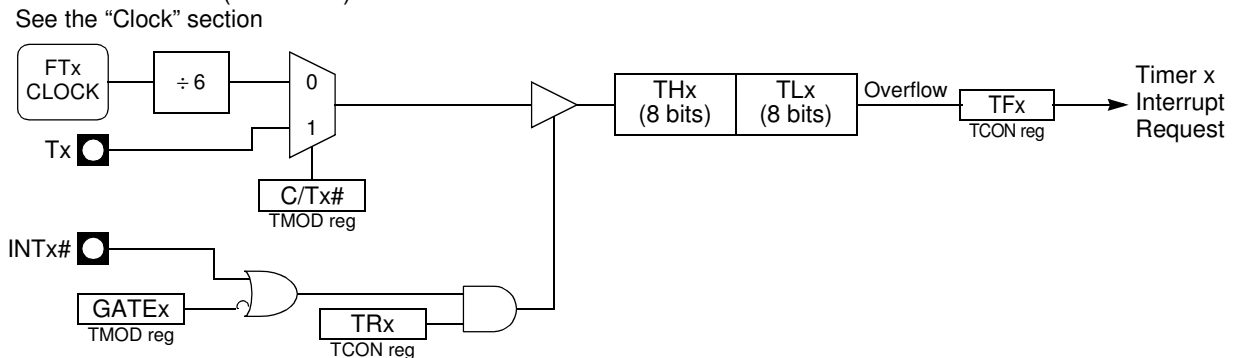 See the “Clock” section
FTx
CLOCK
÷ 6
0
1
Tx
C/Tx#
TMOD reg
THx
(8 bits)
TLx
(8 bits)
Overflow
TFx
TCON reg
Timer x
Interrupt
Request
INTx#
GATEx
TMOD reg
TRx
TCON reg